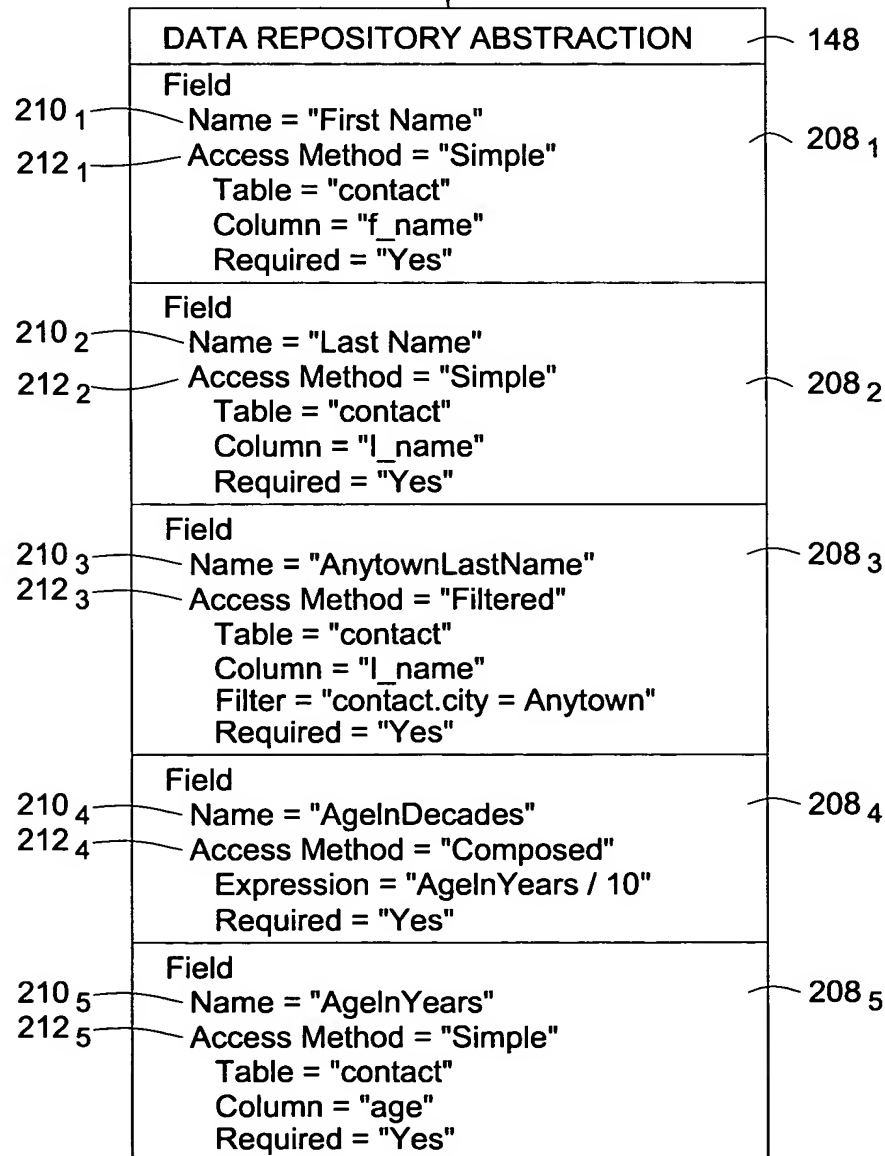 DATA REPOSITORY ABSTRACTION 148
Field
210 1 Name = "First Name" 208 1
212 1 Access Method = "Simple"
Table = "contact"
Column = "f_name"
Required = "Yes"
Field
210 2 Name = "Last Name"
212 2 Access Method = "Simple" 208 2
Table = "contact"
Column = "l_name"
Required = "Yes"
Field
210 3 Name = "AnytownLastName" 208 3
212 3 Access Method = "Filtered"
Table = "contact"
Column = "l_name"
Filter = "contact.city = Anytown"
Required = "Yes"
Field
210 4 Name = "AgeInDecades" 208 4
212 4 Access Method = "Composed"
Expression = "AgeInYears / 10"
Required = "Yes"
Field
210 5 Name = "AgeInYears" 208 5
212 5 Access Method = "Simple"
Table = "contact"
Column = "age"
Required = "Yes"